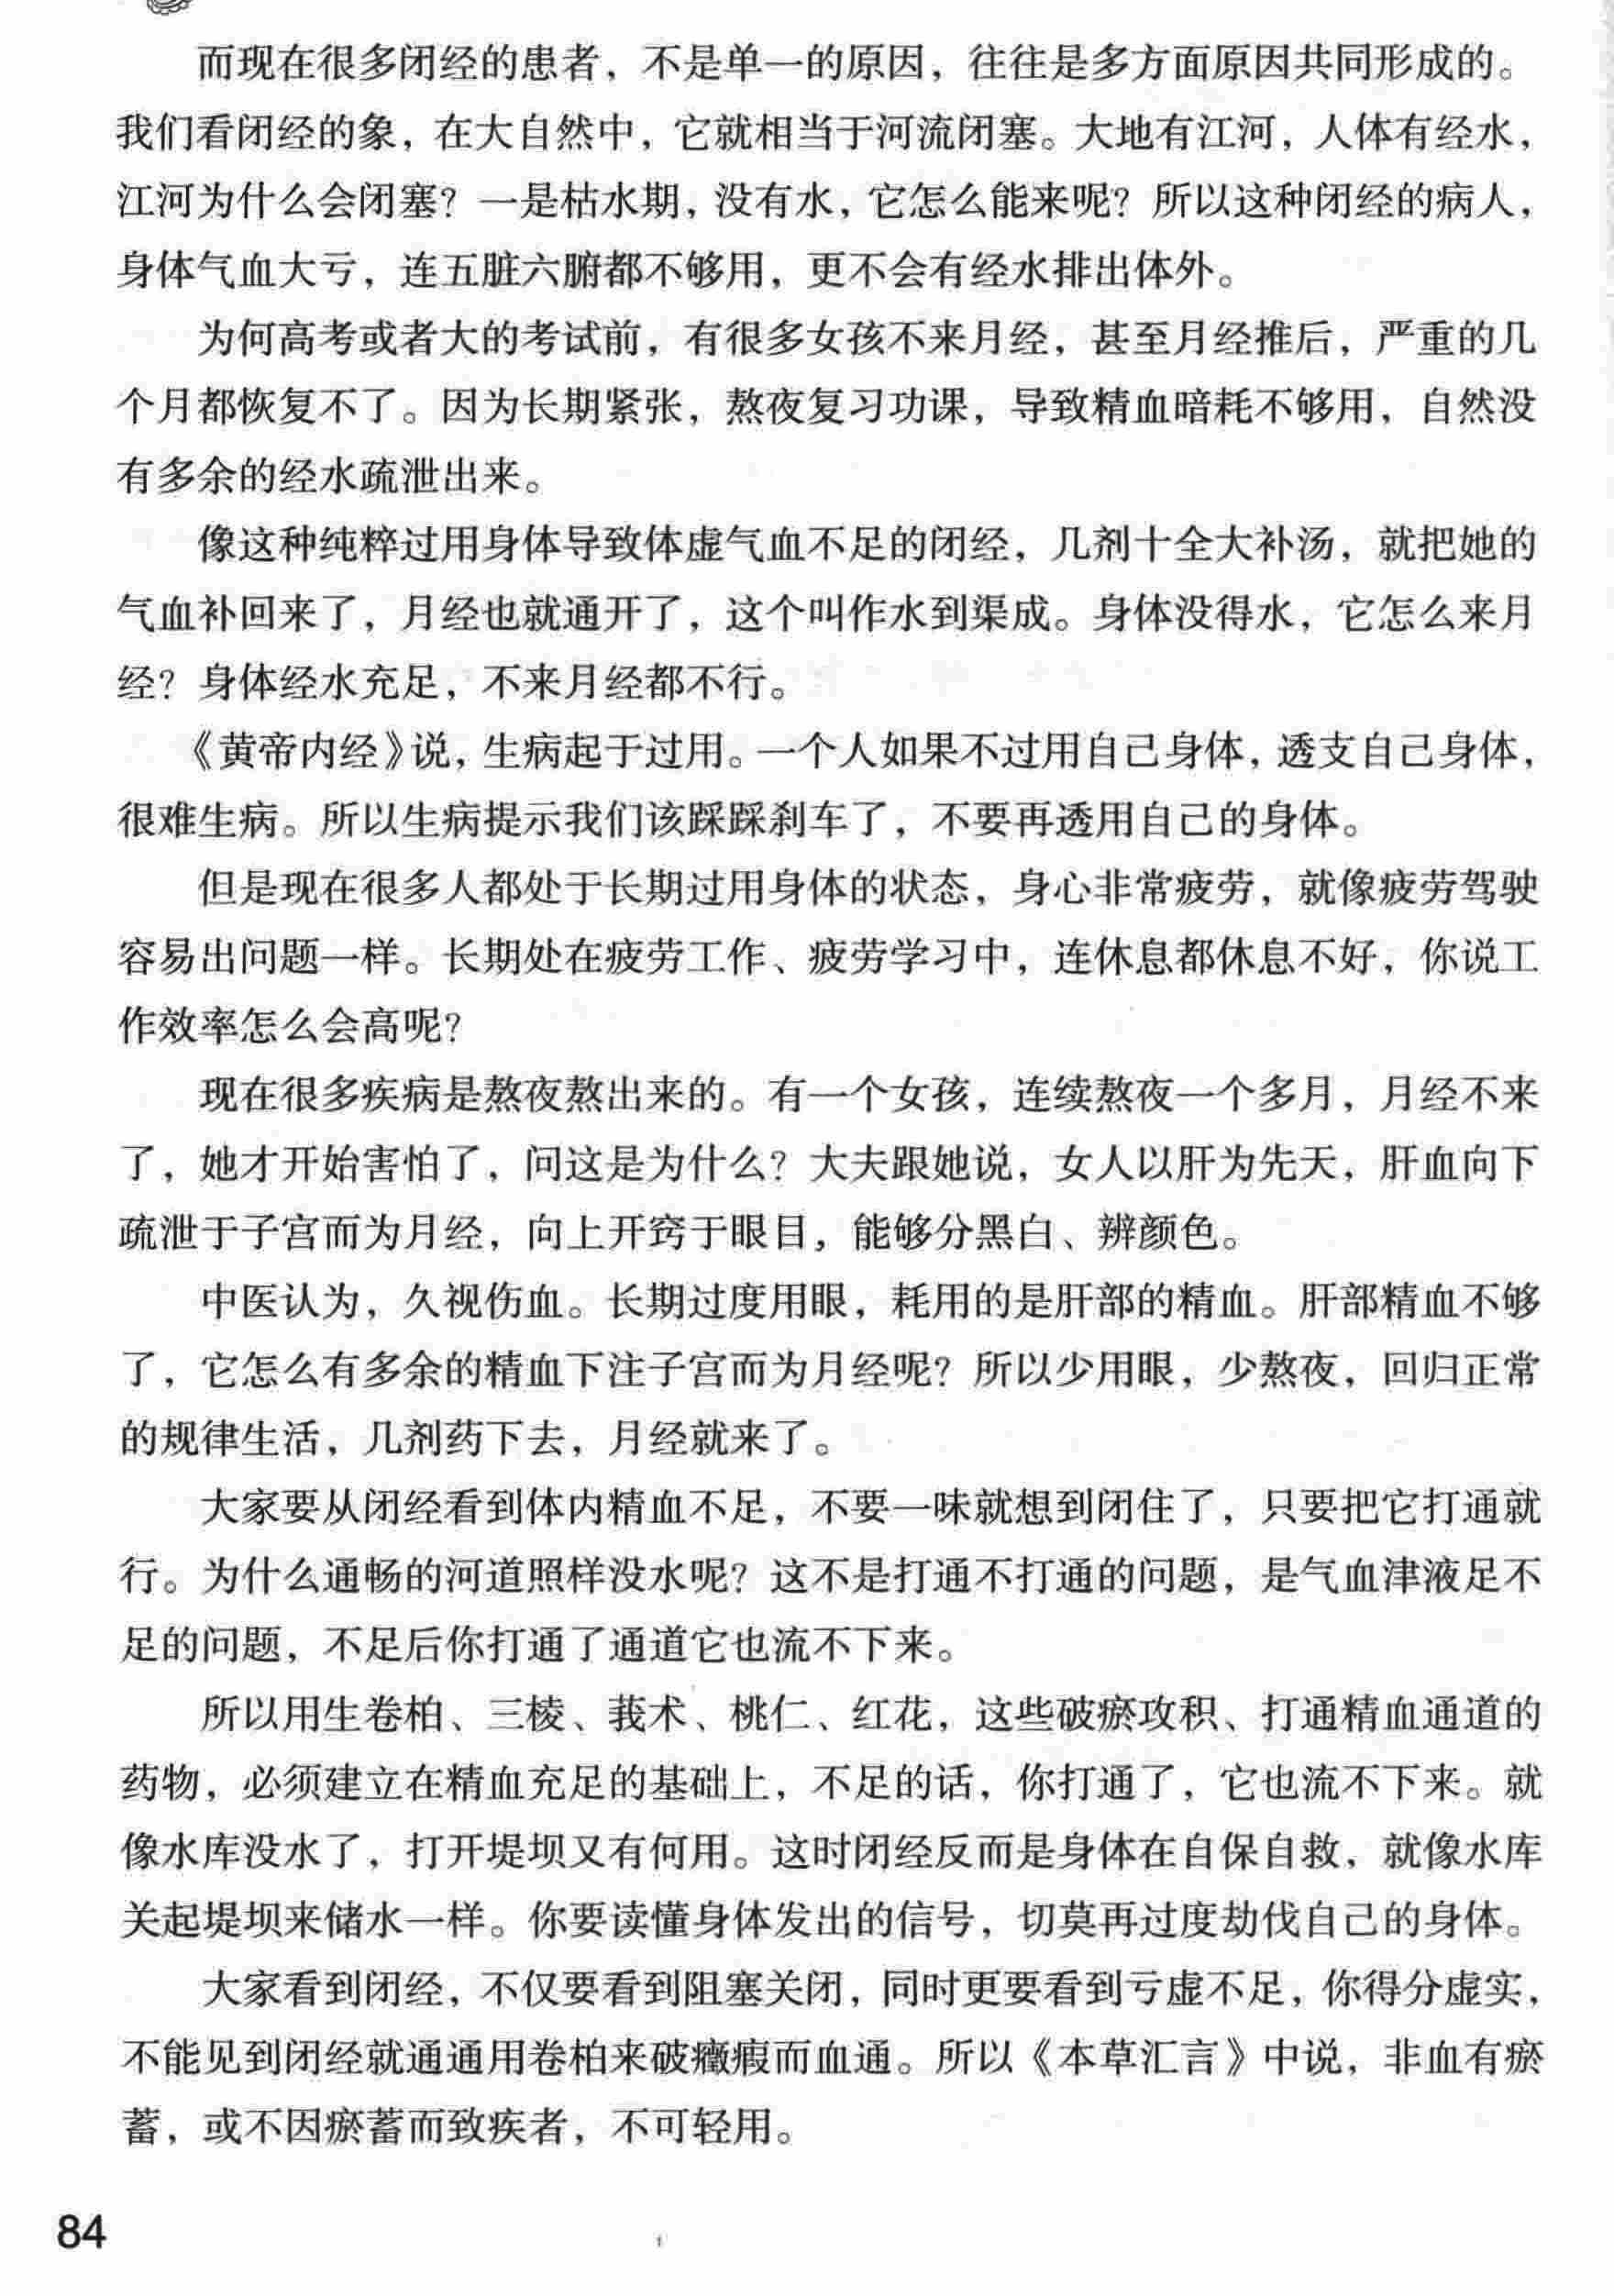 而现在很多闭经的患者，不是单一的原因，往往是多方面原因共同形成的。
我们看闭经的象，在大自然中，它就相当于河流闭塞。大地有江河，人体有经水，
江河为什么会闭塞？一是枯水期，没有水，它怎么能来呢？所以这种闭经的病人，
身体气血大亏，连五脏六腑都不够用，更不会有经水排出体外。
为何高考或者大的考试前，有很多女孩不来月经，甚至月经推后，严重的几
个月都恢复不了。因为长期紧张，熬夜复习功课，导致精血暗耗不够用，自然没
有多余的经水疏泄出来。
像这种纯粹过用身体导致体虚气血不足的闭经，几剂十全大补汤，就把她的
气血补回来了，月经也就通开了，这个叫作水到渠成。身体没得水，它怎么来月
经？身体经水充足，不来月经都不行。
《黄帝内经》说，生病起于过用。一个人如果不过用自己身体，透支自己身体，
很难生病。所以生病提示我们该踩踩刹车了，不要再透用自己的身体。
但是现在很多人都处于长期过用身体的状态，身心非常疲劳，就像疲劳驾驶
容易出问题一样。长期处在疲劳工作、疲劳学习中，连休息都休息不好，你说工
作效率怎么会高呢？
现在很多疾病是熬夜熬出来的。有一个女孩，连续熬夜一个多月，月经不来
了，她才开始害怕了，问这是为什么？大夫跟她说，女人以肝为先天，肝血向下
疏泄于子宫而为月经，向上开窍于眼目，能够分黑白、辨颜色。
中医认为，久视伤血。长期过度用眼，耗用的是肝部的精血。肝部精血不够
了，它怎么有多余的精血下注子宫而为月经呢？所以少用眼，少熬夜，回归正常
的规律生活，几剂药下去，月经就来了。
大家要从闭经看到体内精血不足，不要一味就想到闭住了，只要把它打通就
行。为什么通畅的河道照样没水呢？这不是打通不打通的问题，是气血津液足不
足的问题，不足后你打通了通道它也流不下来。
所以用生卷柏、三棱、莪术、桃仁、红花，这些破瘀攻积、打通精血通道的
药物，必须建立在精血充足的基础上，不足的话，你打通了，它也流不下来。就
像水库没水了，打开堤坝又有何用。这时闭经反而是身体在自保自救，就像水库
关起堤坝来储水一样。你要读懂身体发出的信号，切莫再过度劫伐自己的身体。
大家看到闭经，不仅要看到阻塞关闭，同时更要看到亏虚不足，你得分虚实，
不能见到闭经就通通用卷柏来破癥瘕而血通。所以《本草汇言》中说，非血有瘀
蓄，或不因瘀蓄而致疾者，不可轻用。
84